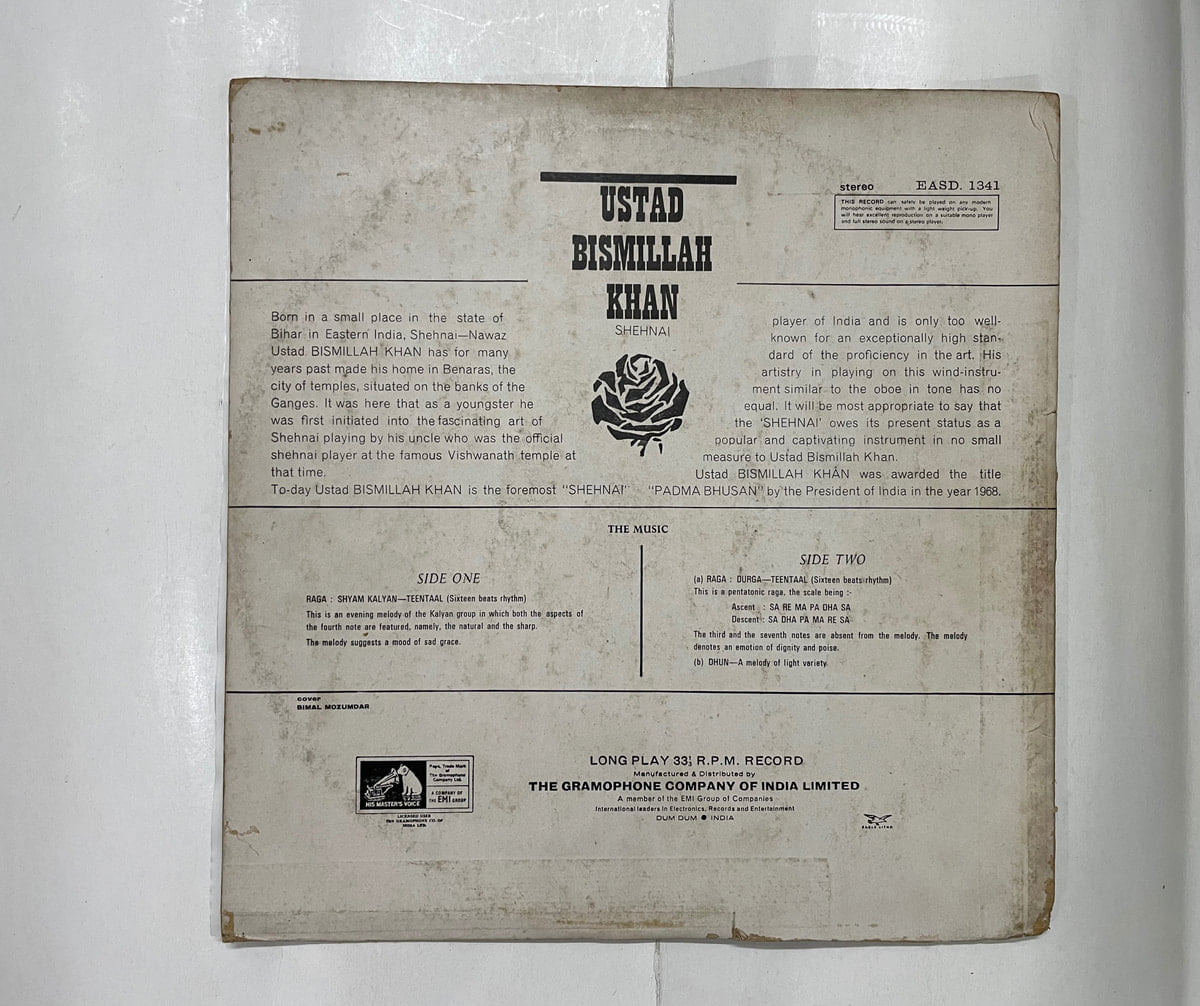 USTAD
BISMILLAH
KHAN
SHEHNAI
stereo EASD. 1341
THIS RECORD can safely be played on any modern
monophonic equipment with a light weight pick-up. You
will hear excellent reproduction on a suitable mono player
and full stereo sound on a stereo player.
Born in a small place in the state of
Bihar in Eastern India, Shehnai—Nawaz
Ustad BISMILLAH KHAN has for many
years past made his home in Benaras, the
city of temples, situated on the banks of the
Ganges. It was here that as a youngster he
was first initiated into the fascinating art of
Shehnai playing by his uncle who was the official
shehnai player at the famous Vishwanath temple at
that time.
To-day Ustad BISMILLAH KHAN is the foremost "SHEHNAI"
player of India and is only too well-
known for an exceptionally high stan-
dard of the proficiency in the art. His
artistry in playing on this wind-instru-
ment similar to the oboe in tone has no
equal. It will be most appropriate to say that
the 'SHEHNAI' owes its present status as a
popular and captivating instrument in no small
measure to Ustad Bismillah Khan.
Ustad BISMILLAH KHAN was awarded the title
"PADMA BHUSAN" by the President of India in the year 1968.
THE MUSIC
SIDE ONE
RAGA : SHYAM KALYAN—TEENTAAL (Sixteen beats rhythm)
This is an evening melody of the Kalyan group in which both the aspects of
the fourth note are featured, namely, the natural and the sharp.
The melody suggests a mood of sad grace.
SIDE TWO
(a) RAGA : DURGA—TEENTAAL (Sixteen beats rhythm)
This is a pentatonic raga, the scale being :-
Ascent : SA RE MA PA DHA SA
Descent : SA DHA PA MA RE SA
The third and the seventh notes are absent from the melody. The melody
denotes an emotion of dignity and poise.
(b) DHUN—A melody of light variety.
cover
BIMAL MOZUMDAR
HIS MASTER'S VOICE
Regd. Trade Mark
of
The Gramophone
Company Ltd.
A COMPANY OF
THE EMI GROUP
LICENSED USER
THE GRAMOPHONE CO. OF
INDIA LTD.
LONG PLAY 33⅓ R.P.M. RECORD
Manufactured & Distributed by
THE GRAMOPHONE COMPANY OF INDIA LIMITED
A member of the EMI Group of Companies
International leaders in Electronics, Records and Entertainment
DUM DUM ● INDIA
EAGLE LITHO